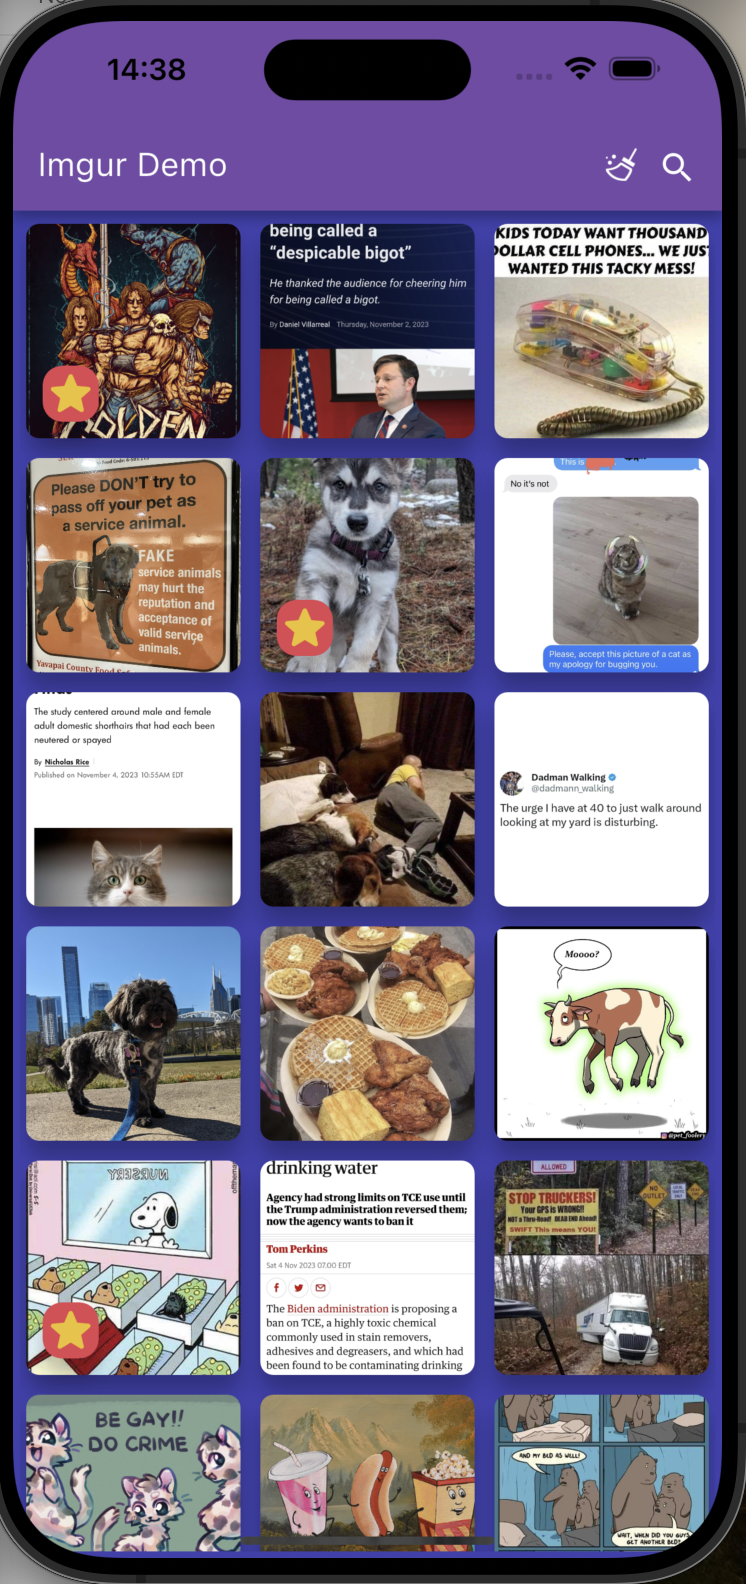 14:38
Imgur Demo
being called a
“despicable bigot”
He thanked the audience for cheering him
for being called a bigot.
By Daniel Villarreal Thursday, November 2, 2023
KIDS TODAY WANT THOUSAND
DOLLAR CELL PHONES... WE JUST
WANTED THIS TACKY MESS!
GOLDEN
Please DON'T try to
pass off your pet as
a service animal.
FAKE
service animals
may hurt the
reputation and
acceptance of
valid service
animals.
Yavapai County Food
This is
No it's not
Please, accept this picture of a cat as
my apology for bugging you.
The study centered around male and female
adult domestic shorthairs that had each been
neutered or spayed
By Nicholas Rice
Published on November 4, 2023 10:55AM EDT
Dadman Walking
@dadmann_walking
The urge I have at 40 to just walk around
looking at my yard is disturbing.
Moooo?
@pet_foolery
NURSERY
drinking water
Agency had strong limits on TCE use until
the Trump administration reversed them;
now the agency wants to ban it
Tom Perkins
Sat 4 Nov 2023 07.00 EDT
The Biden administration is proposing a
ban on TCE, a highly toxic chemical
commonly used in stain removers,
adhesives and degreasers, and which had
been found to be contaminating drinking
ALLOWED
STOP TRUCKERS!
Your GPS is WRONG!!
NOT a Thru-Road! DEAD END Ahead!
SWIFT This means YOU!
NO
OUTLET
BE GAY!!
DO CRIME
AND MY BED AS WELL!
WAIT, WHEN DID YOU GUYS
GET ANOTHER BED?